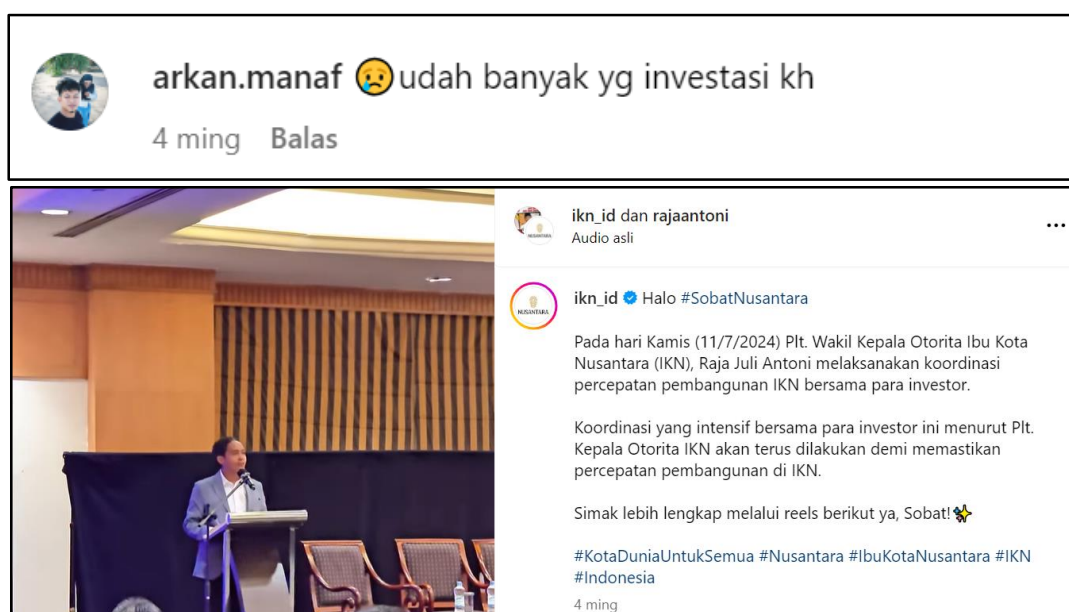 arkan.manaf 😢udah banyak yg investasi kh
4 ming Balas
ikn_id dan rajaantoni
Audio asli
...
NUSANTARA
ikn_id Halo #SobatNusantara
Pada hari Kamis (11/7/2024) Plt. Wakil Kepala Otorita Ibu Kota
Nusantara (IKN), Raja Juli Antoni melaksanakan koordinasi
percepatan pembangunan IKN bersama para investor.
Koordinasi yang intensif bersama para investor ini menurut Plt.
Kepala Otorita IKN akan terus dilakukan demi memastikan
percepatan pembangunan di IKN.
Simak lebih lengkap melalui reels berikut ya, Sobat!✨
#KotaDuniaUntukSemua #Nusantara #IbuKotaNusantara #IKN
#Indonesia
4 ming